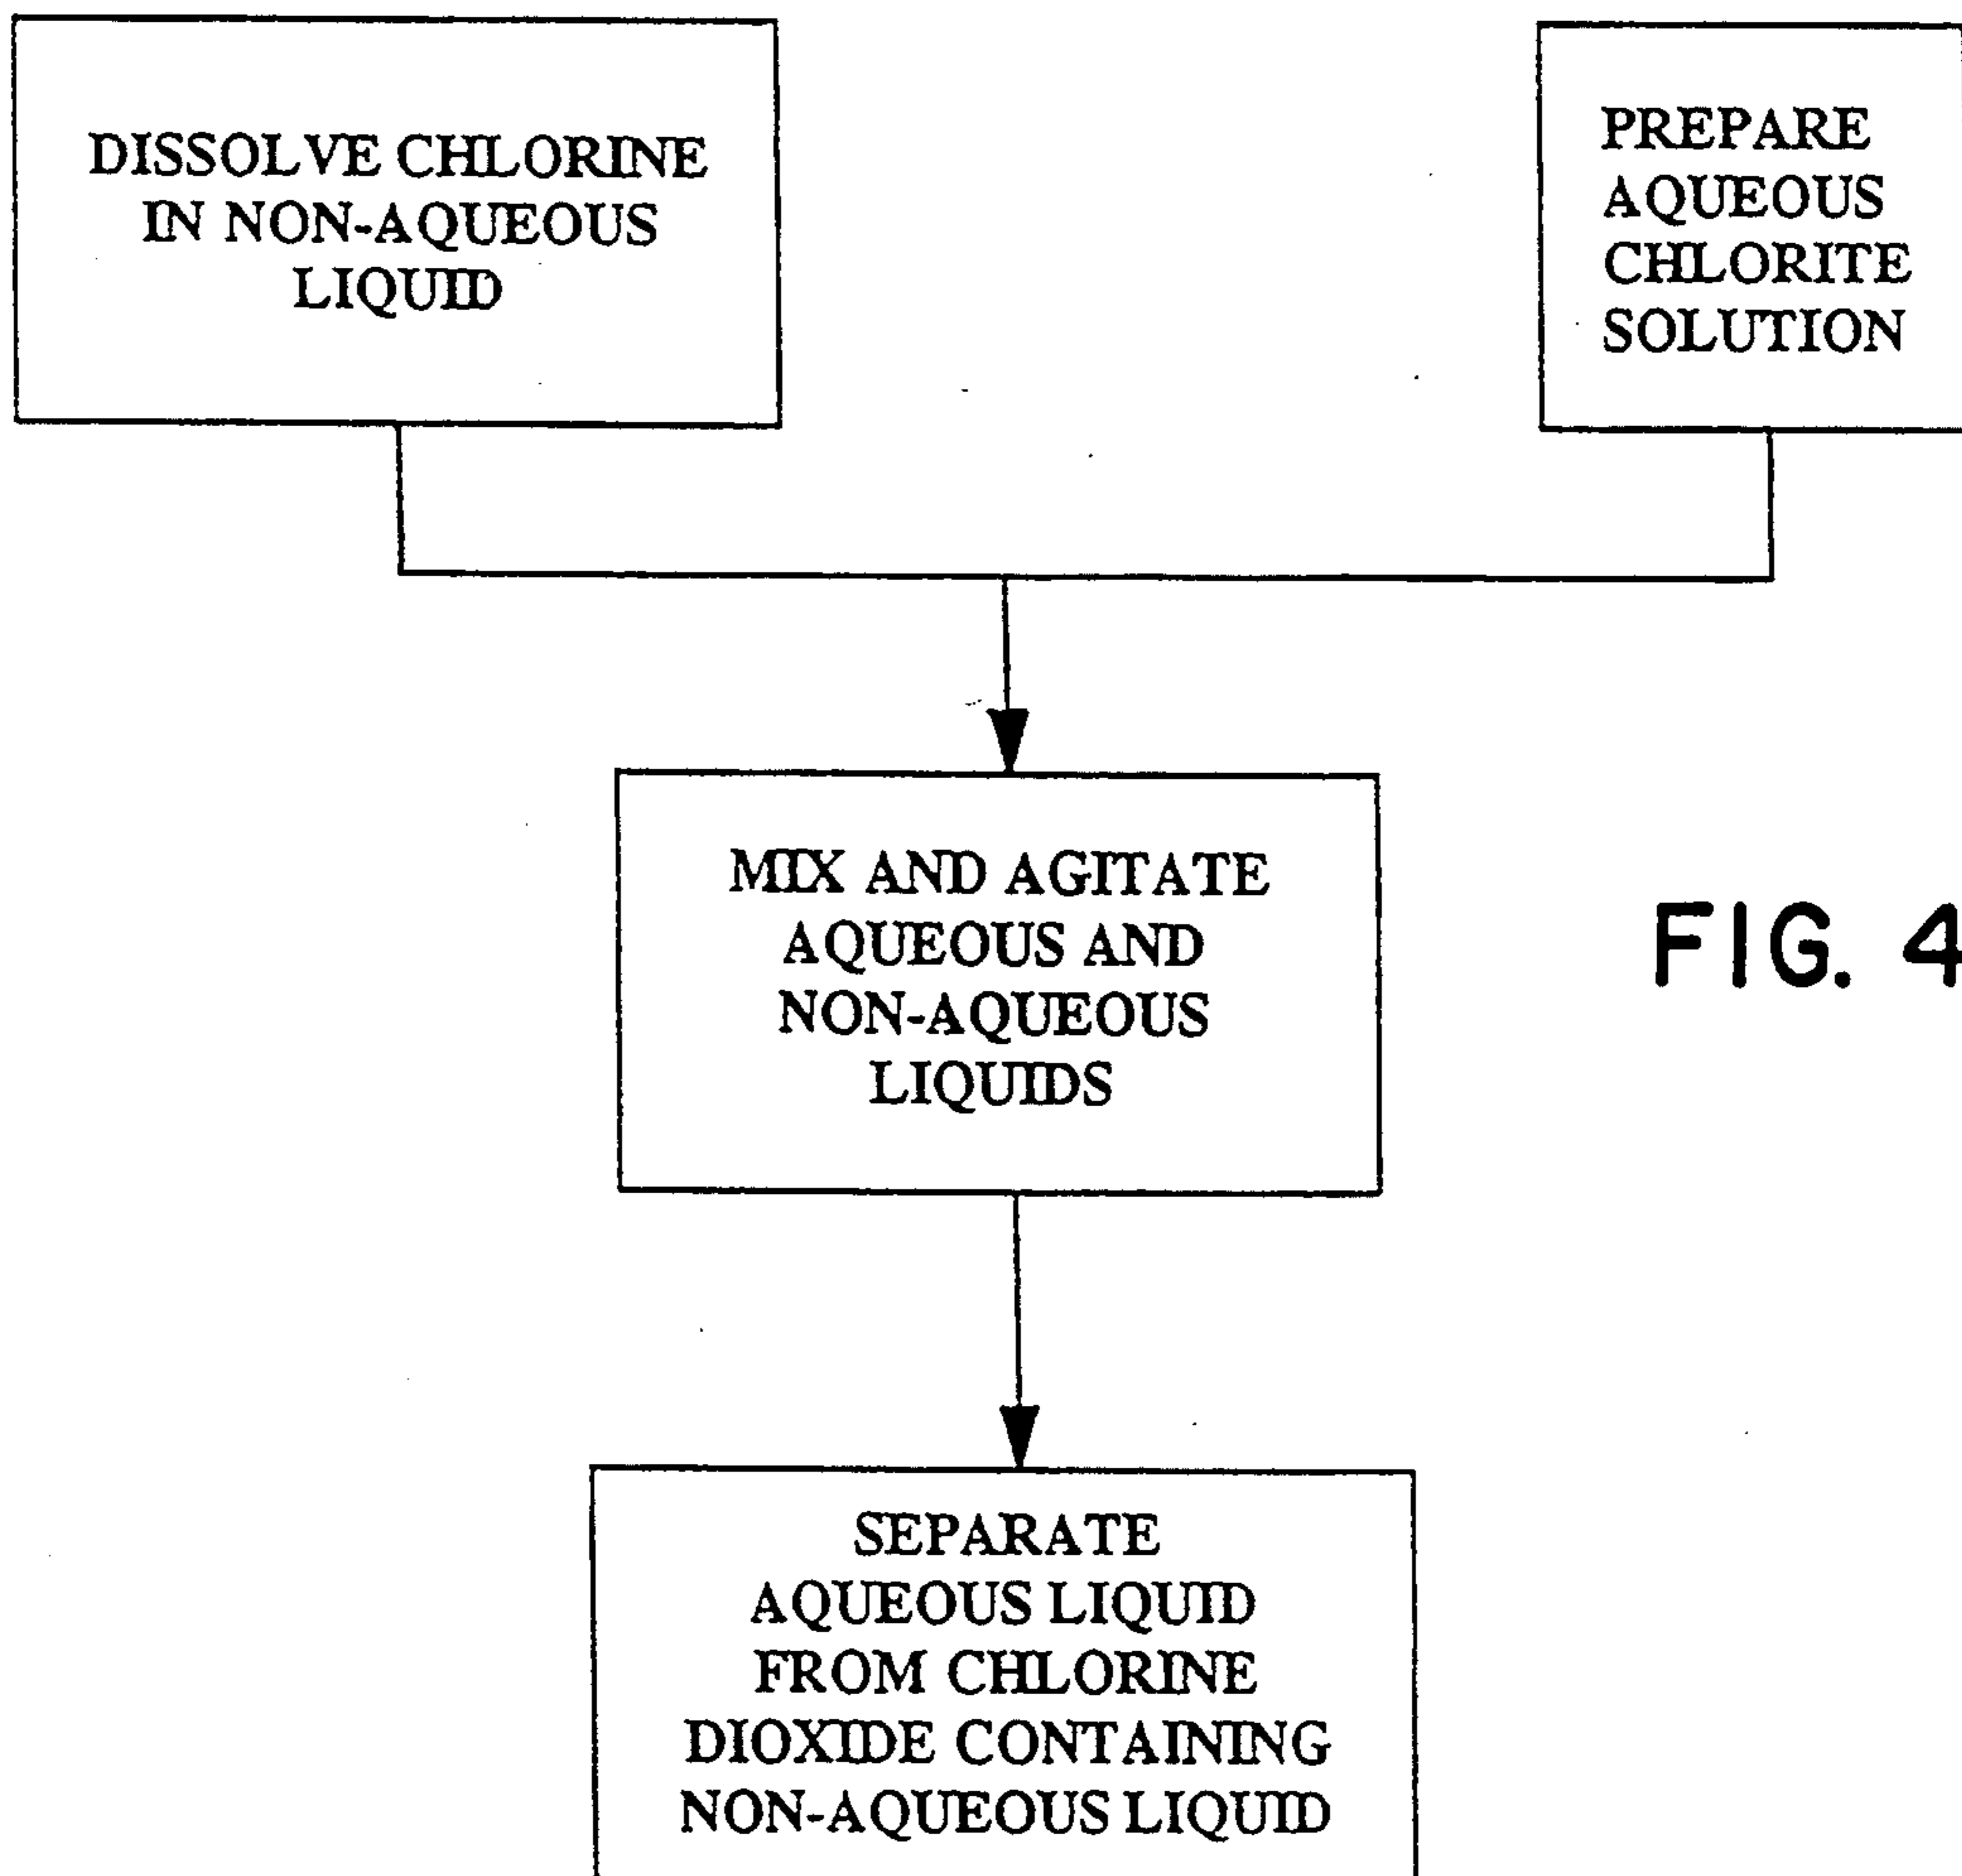 DISSOLVE CHLORINE
IN NON-AQUEOUS
LIQUID
PREPARE
AQUEOUS
CHLORITE
SOLUTION
MIX AND AGITATE
AQUEOUS AND
NON-AQUEOUS
LIQUIDS
FIG. 4
SEPARATE
AQUEOUS LIQUID
FROM CHLORINE
DIOXIDE CONTAINING
NON-AQUEOUS LIQUID